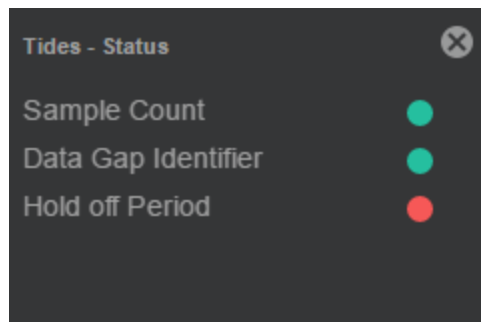 Tides - Status
Sample Count
Data Gap Identifier
Hold off Period